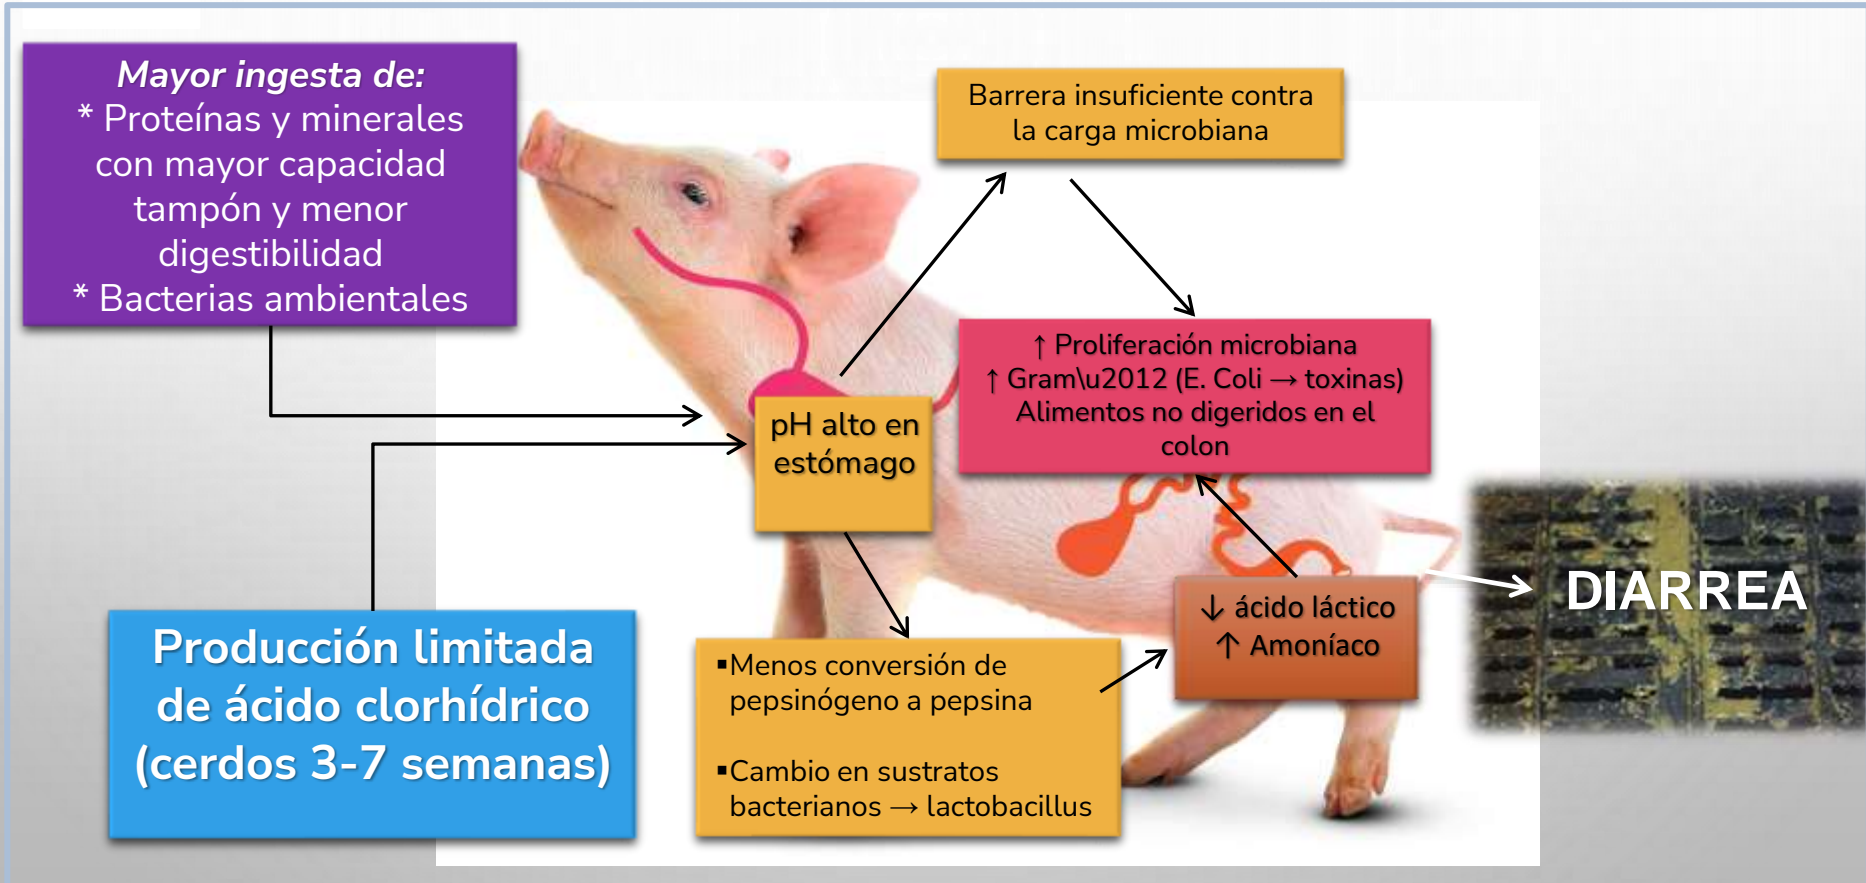 Mayor ingesta de:
* Proteínas y minerales
con mayor capacidad
tampón y menor
digestibilidad
* Bacterias ambientales
Barrera insuficiente contra
la carga microbiana
↑ Proliferación microbiana
↑ Gram\u2012 (E. Coli → toxinas)
Alimentos no digeridos en el
colon
pH alto en
estómago
DIARREA
↓ ácido láctico
↑ Amoníaco
Producción limitada
de ácido clorhídrico
(cerdos 3-7 semanas)
▪Menos conversión de
pepsinógeno a pepsina
▪Cambio en sustratos
bacterianos → lactobacillus